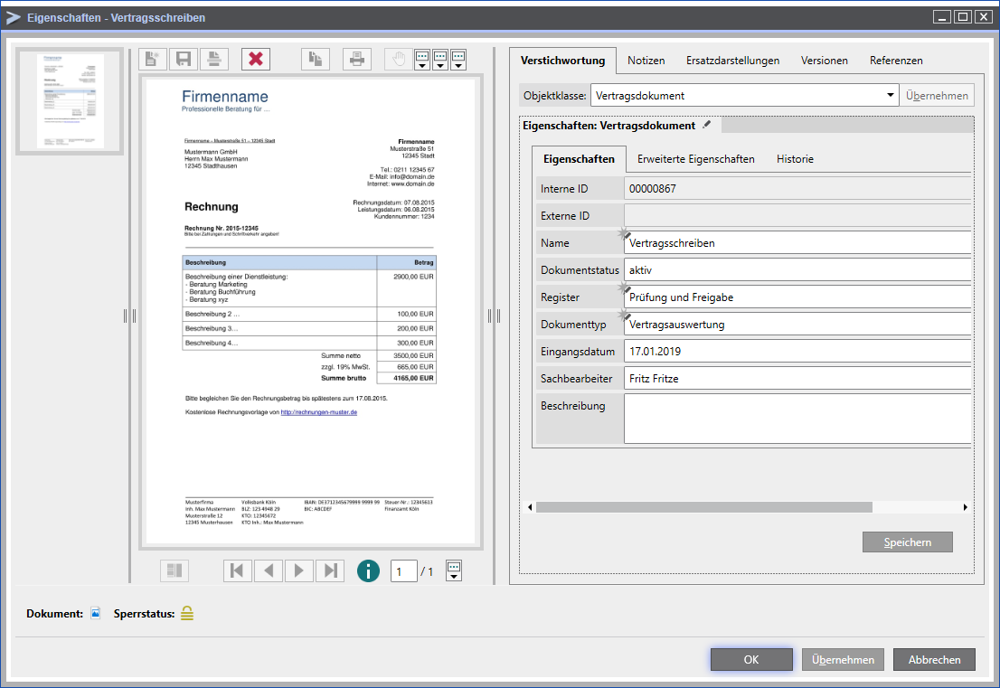 Eigenschaften - Vertragsschreiben
Firmenname
Professionelle Beratung für ...
Firmenname – Musterstraße 51 – 12345 Stadt
Mustermann GmbH
Herrn Max Mustermann
12345 Stadthausen
Firmenname
Musterstraße 51
12345 Stadt
Tel.: 0211 12345 67
E-Mail: info@domain.de
Internet: www.domain.de
Rechnung
Rechnungsdatum: 07.08.2015
Leistungsdatum: 06.08.2015
Kundennummer: 1234
Rechnung Nr. 2015-12345
Bitte bei Zahlungen und Schriftverkehr angeben!
Beschreibung Betrag
Beschreibung einer Dienstleistung: 2900,00 EUR
- Beratung Marketing
- Beratung Buchführung
- Beratung xyz
Beschreibung 2 ... 100,00 EUR
Beschreibung 3... 200,00 EUR
Beschreibung 4... 300,00 EUR
Summe netto 3500,00 EUR
zzgl. 19% MwSt. 665,00 EUR
Summe brutto 4165,00 EUR
Bitte begleichen Sie den Rechnungsbetrag bis spätestens zum 17.08.2015.
Kostenlose Rechnungsvorlage von http://rechnungen-muster.de
Musterfirma
Inh. Max Mustermann
Musterstraße 12
12345 Musterhausen
Volksbank Köln
BLZ: 123 4948 29
KTO: 12345672
KTO Inh.: Max Mustermann
IBAN: DE3712345679999 9999 99
BIC: ABCDEF
Steuer-Nr.: 12345613
Finanzamt Köln
1 / 1
Verstichwortung Notizen Ersatzdarstellungen Versionen Referenzen
Objektklasse: Vertragsdokument Übernehmen
Eigenschaften: Vertragsdokument
Eigenschaften Erweiterte Eigenschaften Historie
Interne ID 00000867
Externe ID
Name Vertragsschreiben
Dokumentstatus aktiv
Register Prüfung und Freigabe
Dokumenttyp Vertragsauswertung
Eingangsdatum 17.01.2019
Sachbearbeiter Fritz Fritze
Beschreibung
Speichern
Dokument: Sperrstatus:
OK Übernehmen Abbrechen